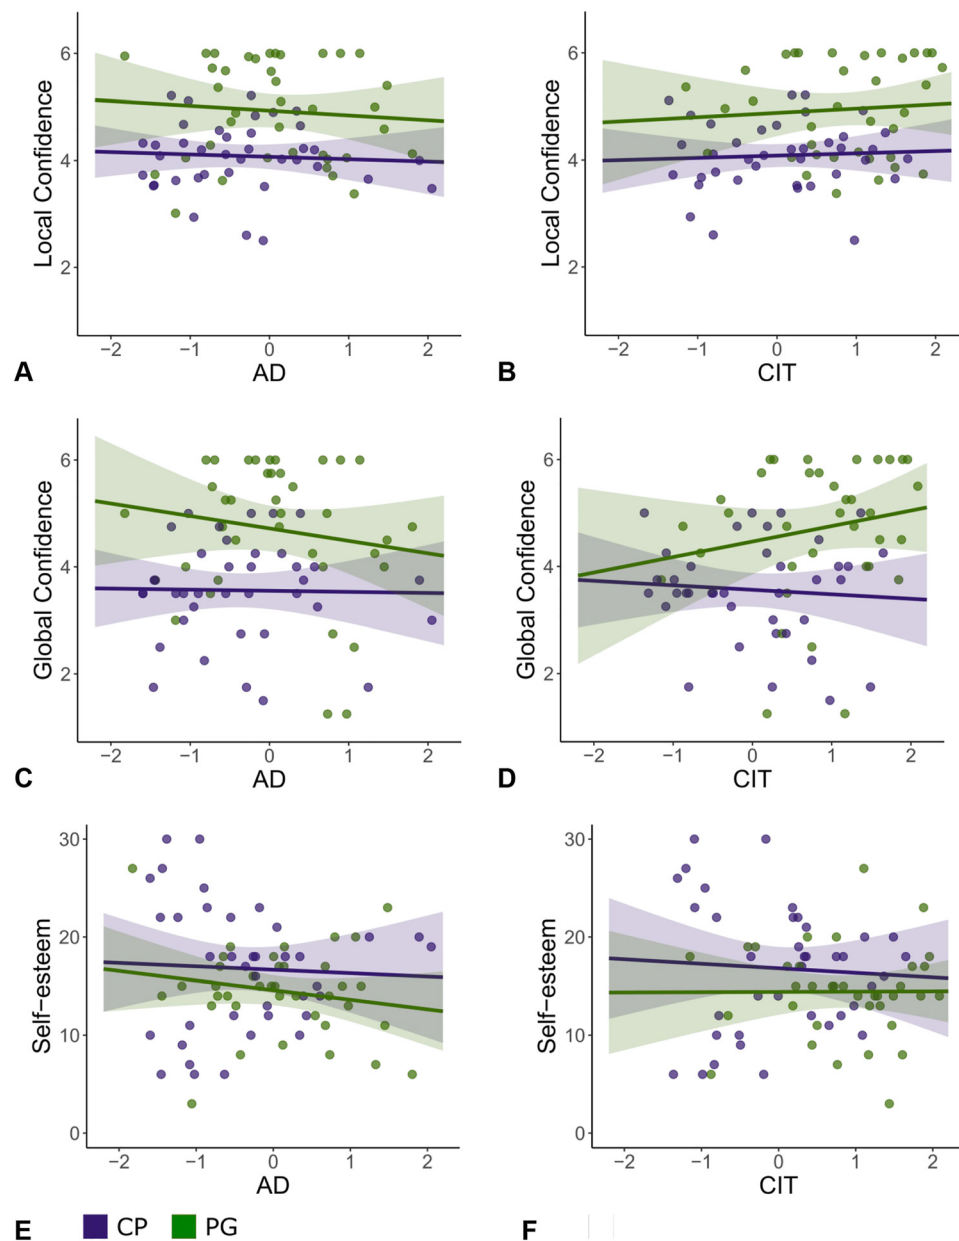 6
4
2
Local Confidence
−2 −1 0 1 2
AD
A
6
4
2
Local Confidence
−2 −1 0 1 2
CIT
B
6
4
2
Global Confidence
−2 −1 0 1 2
AD
C
6
4
2
Global Confidence
−2 −1 0 1 2
CIT
D
30
20
10
0
Self−esteem
−2 −1 0 1 2
AD
E
CP PG
30
20
10
0
Self−esteem
−2 −1 0 1 2
CIT
F